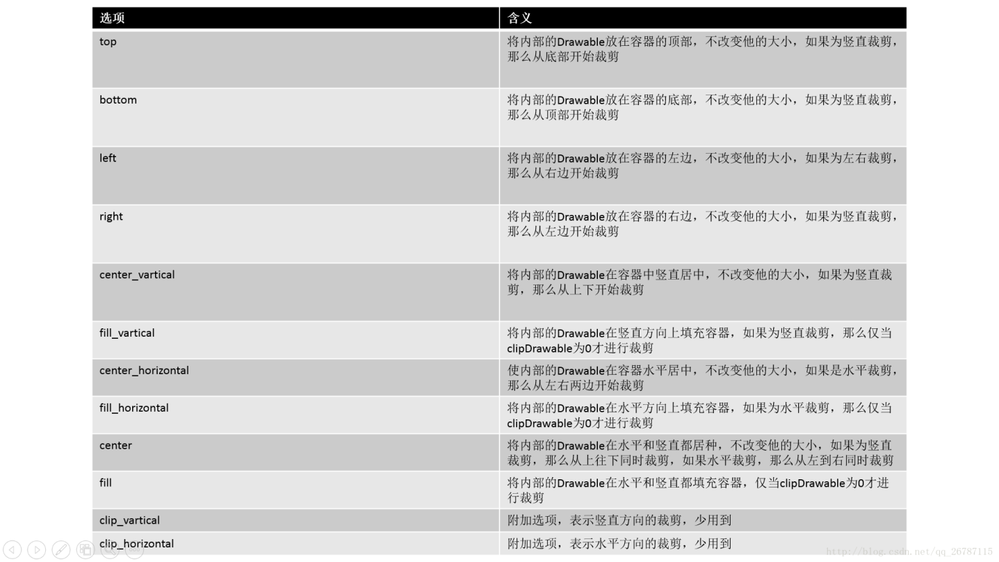 选项
含义
top
将内部的Drawable放在容器的顶部，不改变他的大小，如果为竖直裁剪，
那么从底部开始裁剪
bottom
将内部的Drawable放在容器的底部，不改变他的大小，如果为竖直裁剪，
那么从顶部开始裁剪
left
将内部的Drawable放在容器的左边，不改变他的大小，如果为左右裁剪，
那么从右边开始裁剪
right
将内部的Drawable放在容器的右边，不改变他的大小，如果为竖直裁剪，
那么从左边开始裁剪
center_vartical
将内部的Drawable在容器中竖直居中，不改变他的大小，如果为竖直裁
剪，那么从上下开始裁剪
fill_vartical
将内部的Drawable在竖直方向上填充容器，如果为竖直裁剪，那么仅当
clipDrawable为0才进行裁剪
center_horizontal
使内部的Drawable在容器水平居中，不改变他的大小，如果是水平裁剪，
那么从左右两边开始裁剪
fill_horizontal
将内部的Drawable在水平方向上填充容器，如果为水平裁剪，那么仅当
clipDrawable为0才进行裁剪
center
将内部的Drawable在水平和竖直都居种，不改变他的大小，如果为竖直
裁剪，那么从上往下同时裁剪，如果水平裁剪，那么从左到右同时裁剪
fill
将内部的Drawable在水平和竖直都填充容器，仅当clipDrawable为0才进
行裁剪
clip_vartical
附加选项，表示竖直方向的裁剪，少用到
clip_horizontal
附加选项，表示水平方向的裁剪，少用到
http://blog.csdn.net/qq_26787115